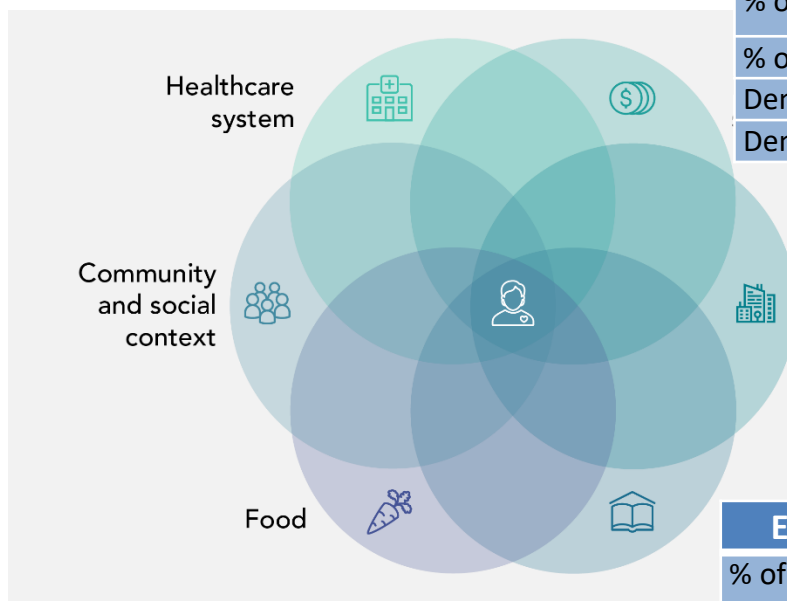 % o
% o
Der
Der
Healthcare
system
Community
and social
context
Food
E
% of